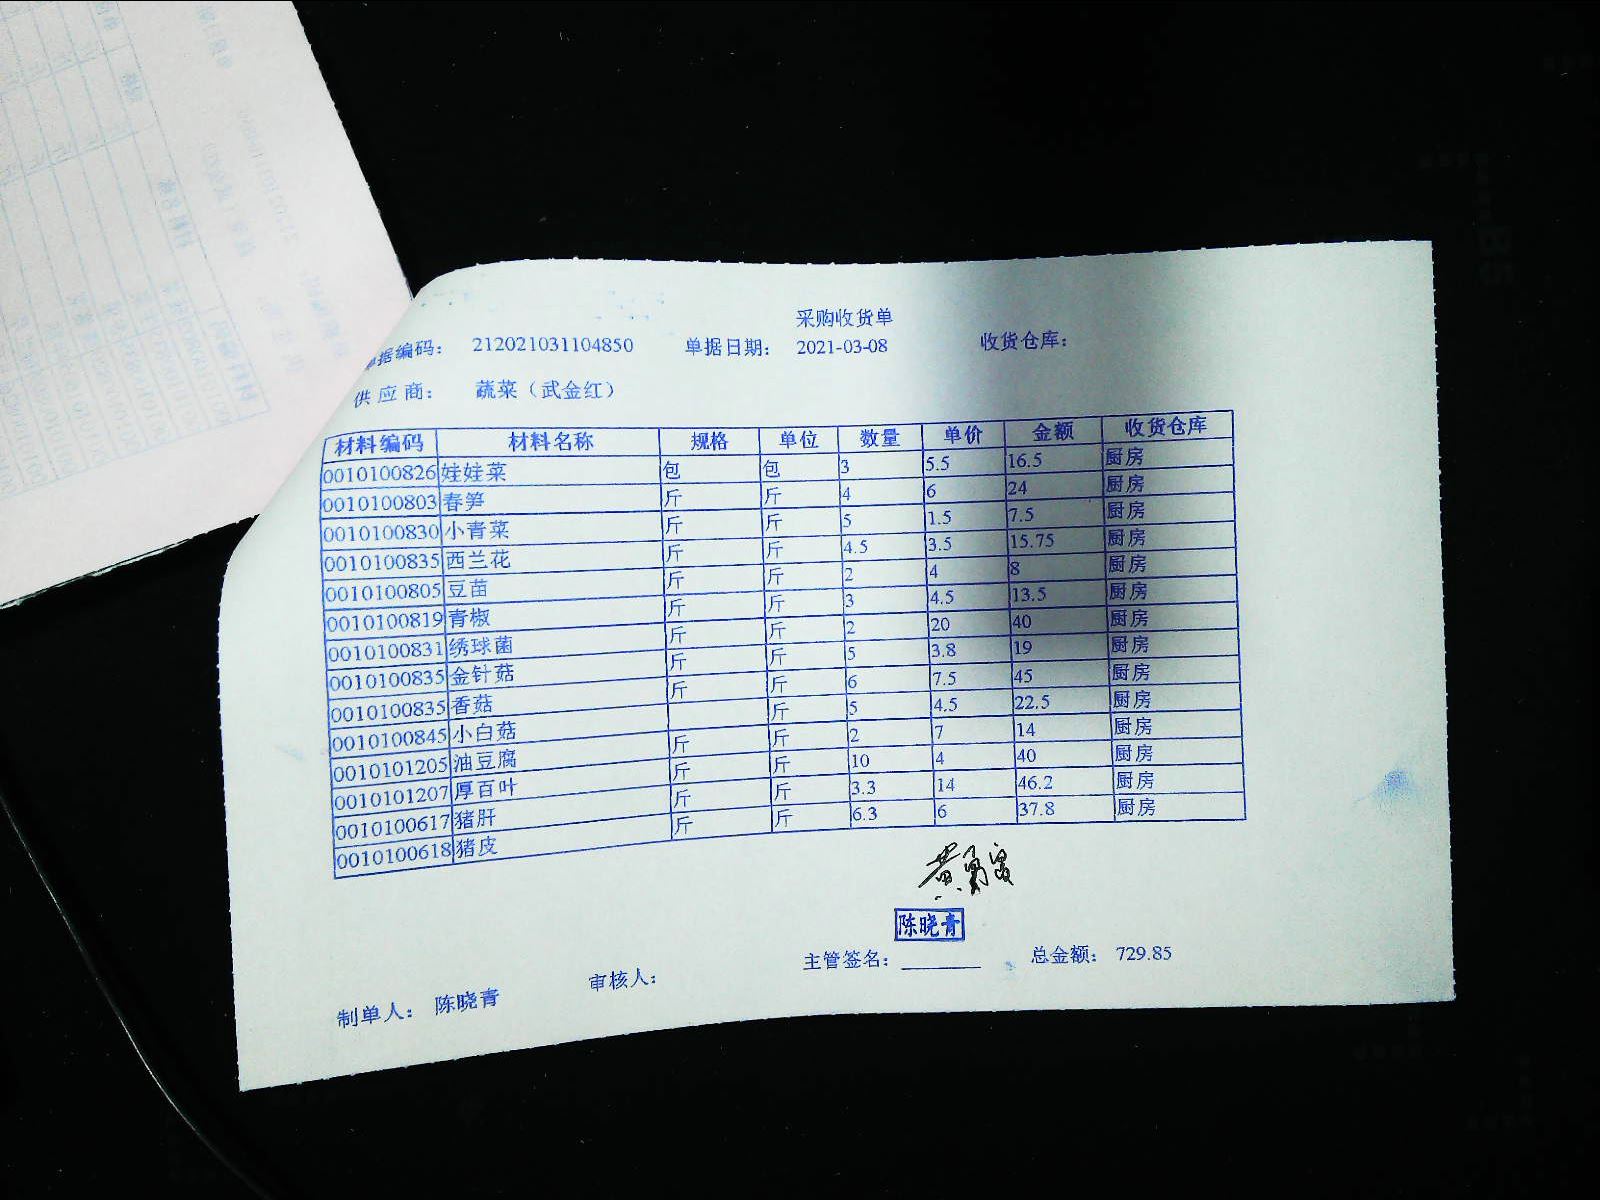 采购收货单
单据编码： 212021031104850 单据日期： 2021-03-08 收货仓库：
供应商： 蔬菜（武金红）
材料编码 材料名称 规格 单位 数量 单价 金额 收货仓库
0010100826 娃娃菜 包 包 3 5.5 16.5 厨房
0010100803 春笋 斤 斤 4 6 24 厨房
0010100830 小青菜 斤 斤 5 1.5 7.5 厨房
0010100835 西兰花 斤 斤 4.5 3.5 15.75 厨房
0010100805 豆苗 斤 斤 2 4 8 厨房
0010100819 青椒 斤 斤 3 4.5 13.5 厨房
0010100831 绣球菌 斤 斤 2 20 40 厨房
0010100835 金针菇 斤 斤 5 3.8 19 厨房
0010100835 香菇 斤 斤 6 7.5 45 厨房
0010100845 小白菇 斤 5 4.5 22.5 厨房
0010101205 油豆腐 斤 斤 2 7 14 厨房
0010101207 厚百叶 斤 斤 10 4 40 厨房
0010100617 猪肝 斤 斤 3.3 14 46.2 厨房
0010100618 猪皮 斤 斤 6.3 6 37.8 厨房
陈晓青
制单人： 陈晓青 审核人： 主管签名： 总金额： 729.85